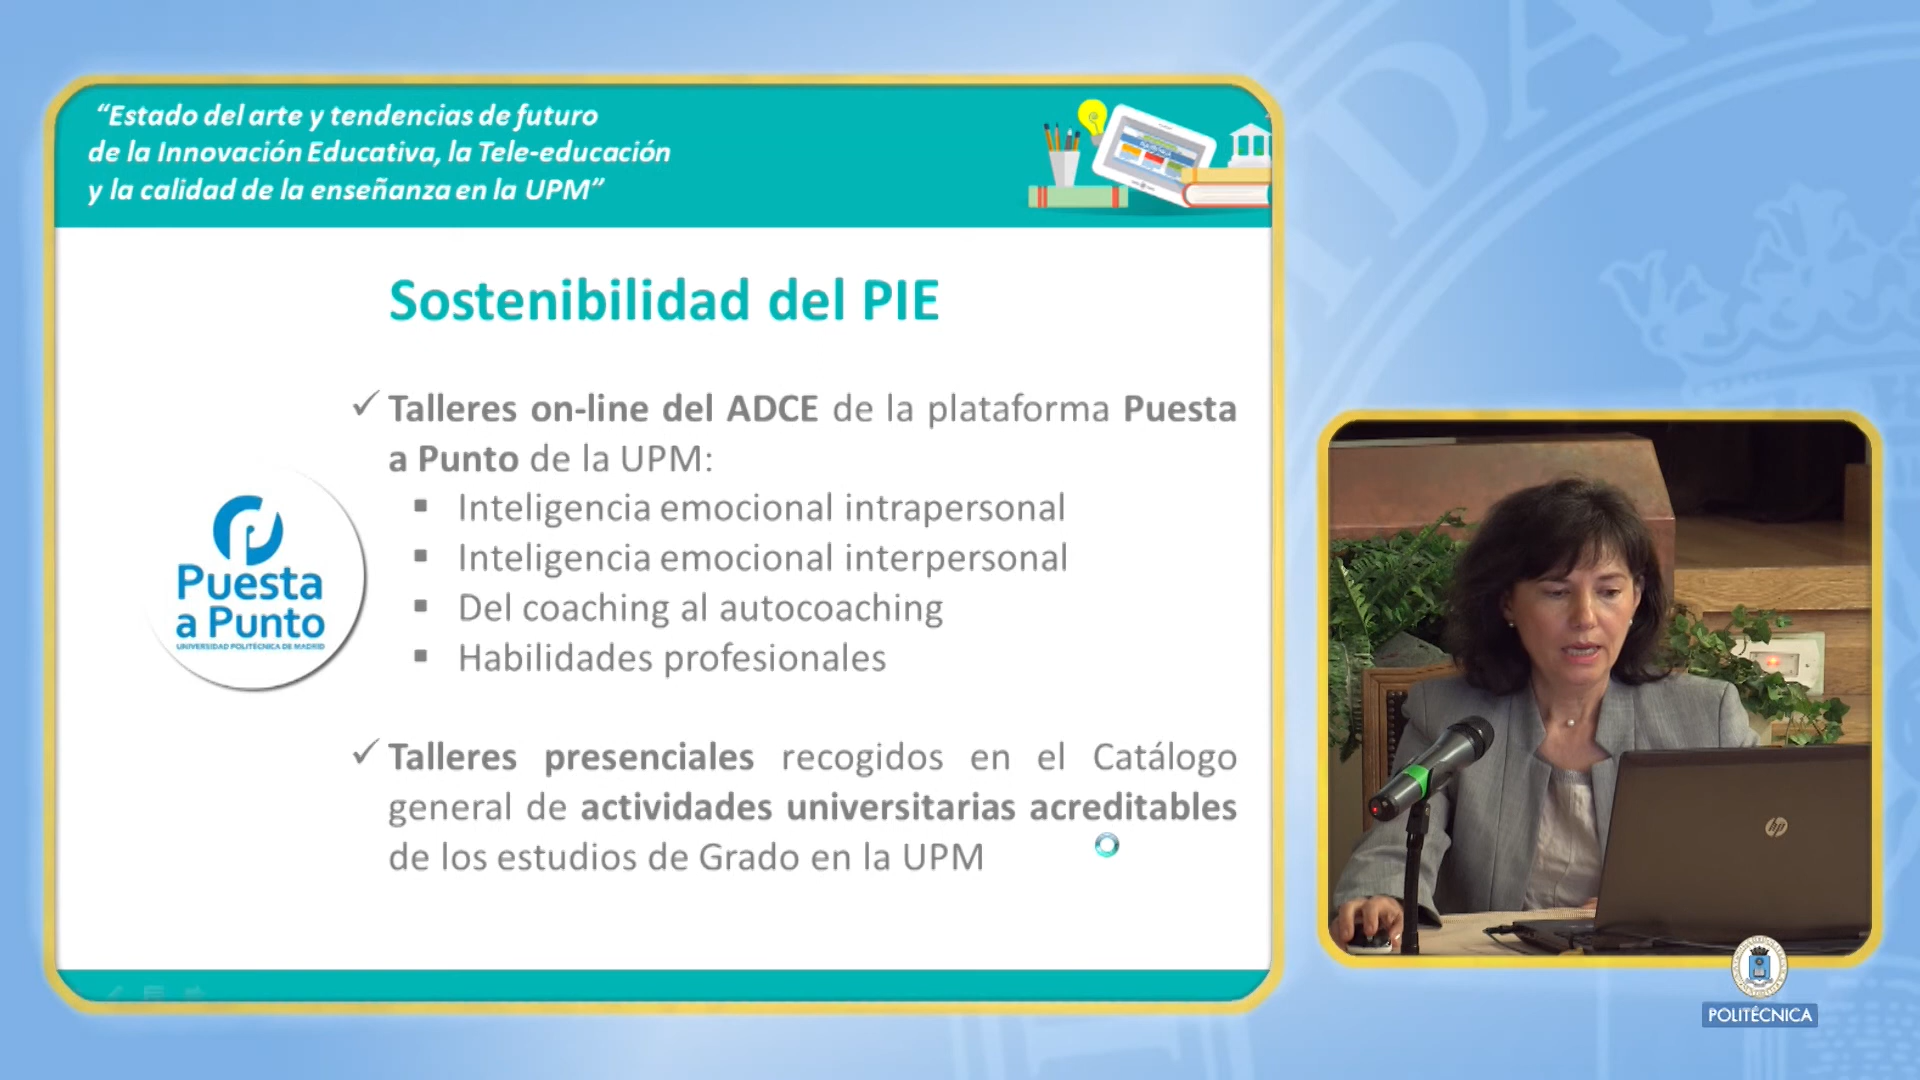 “Estado del arte y tendencias de futuro
de la Innovación Educativa, la Tele-educación
y la calidad de la enseñanza en la UPM”
Sostenibilidad del PIE
✓ Talleres on-line del ADCE de la plataforma Puesta
a Punto de la UPM:
▪ Inteligencia emocional intrapersonal
▪ Inteligencia emocional interpersonal
▪ Del coaching al autocoaching
▪ Habilidades profesionales
Puesta
a Punto
UNIVERSIDAD POLITÉCNICA DE MADRID
✓ Talleres presenciales recogidos en el Catálogo
general de actividades universitarias acreditables
de los estudios de Grado en la UPM
hp
POLITÉCNICA